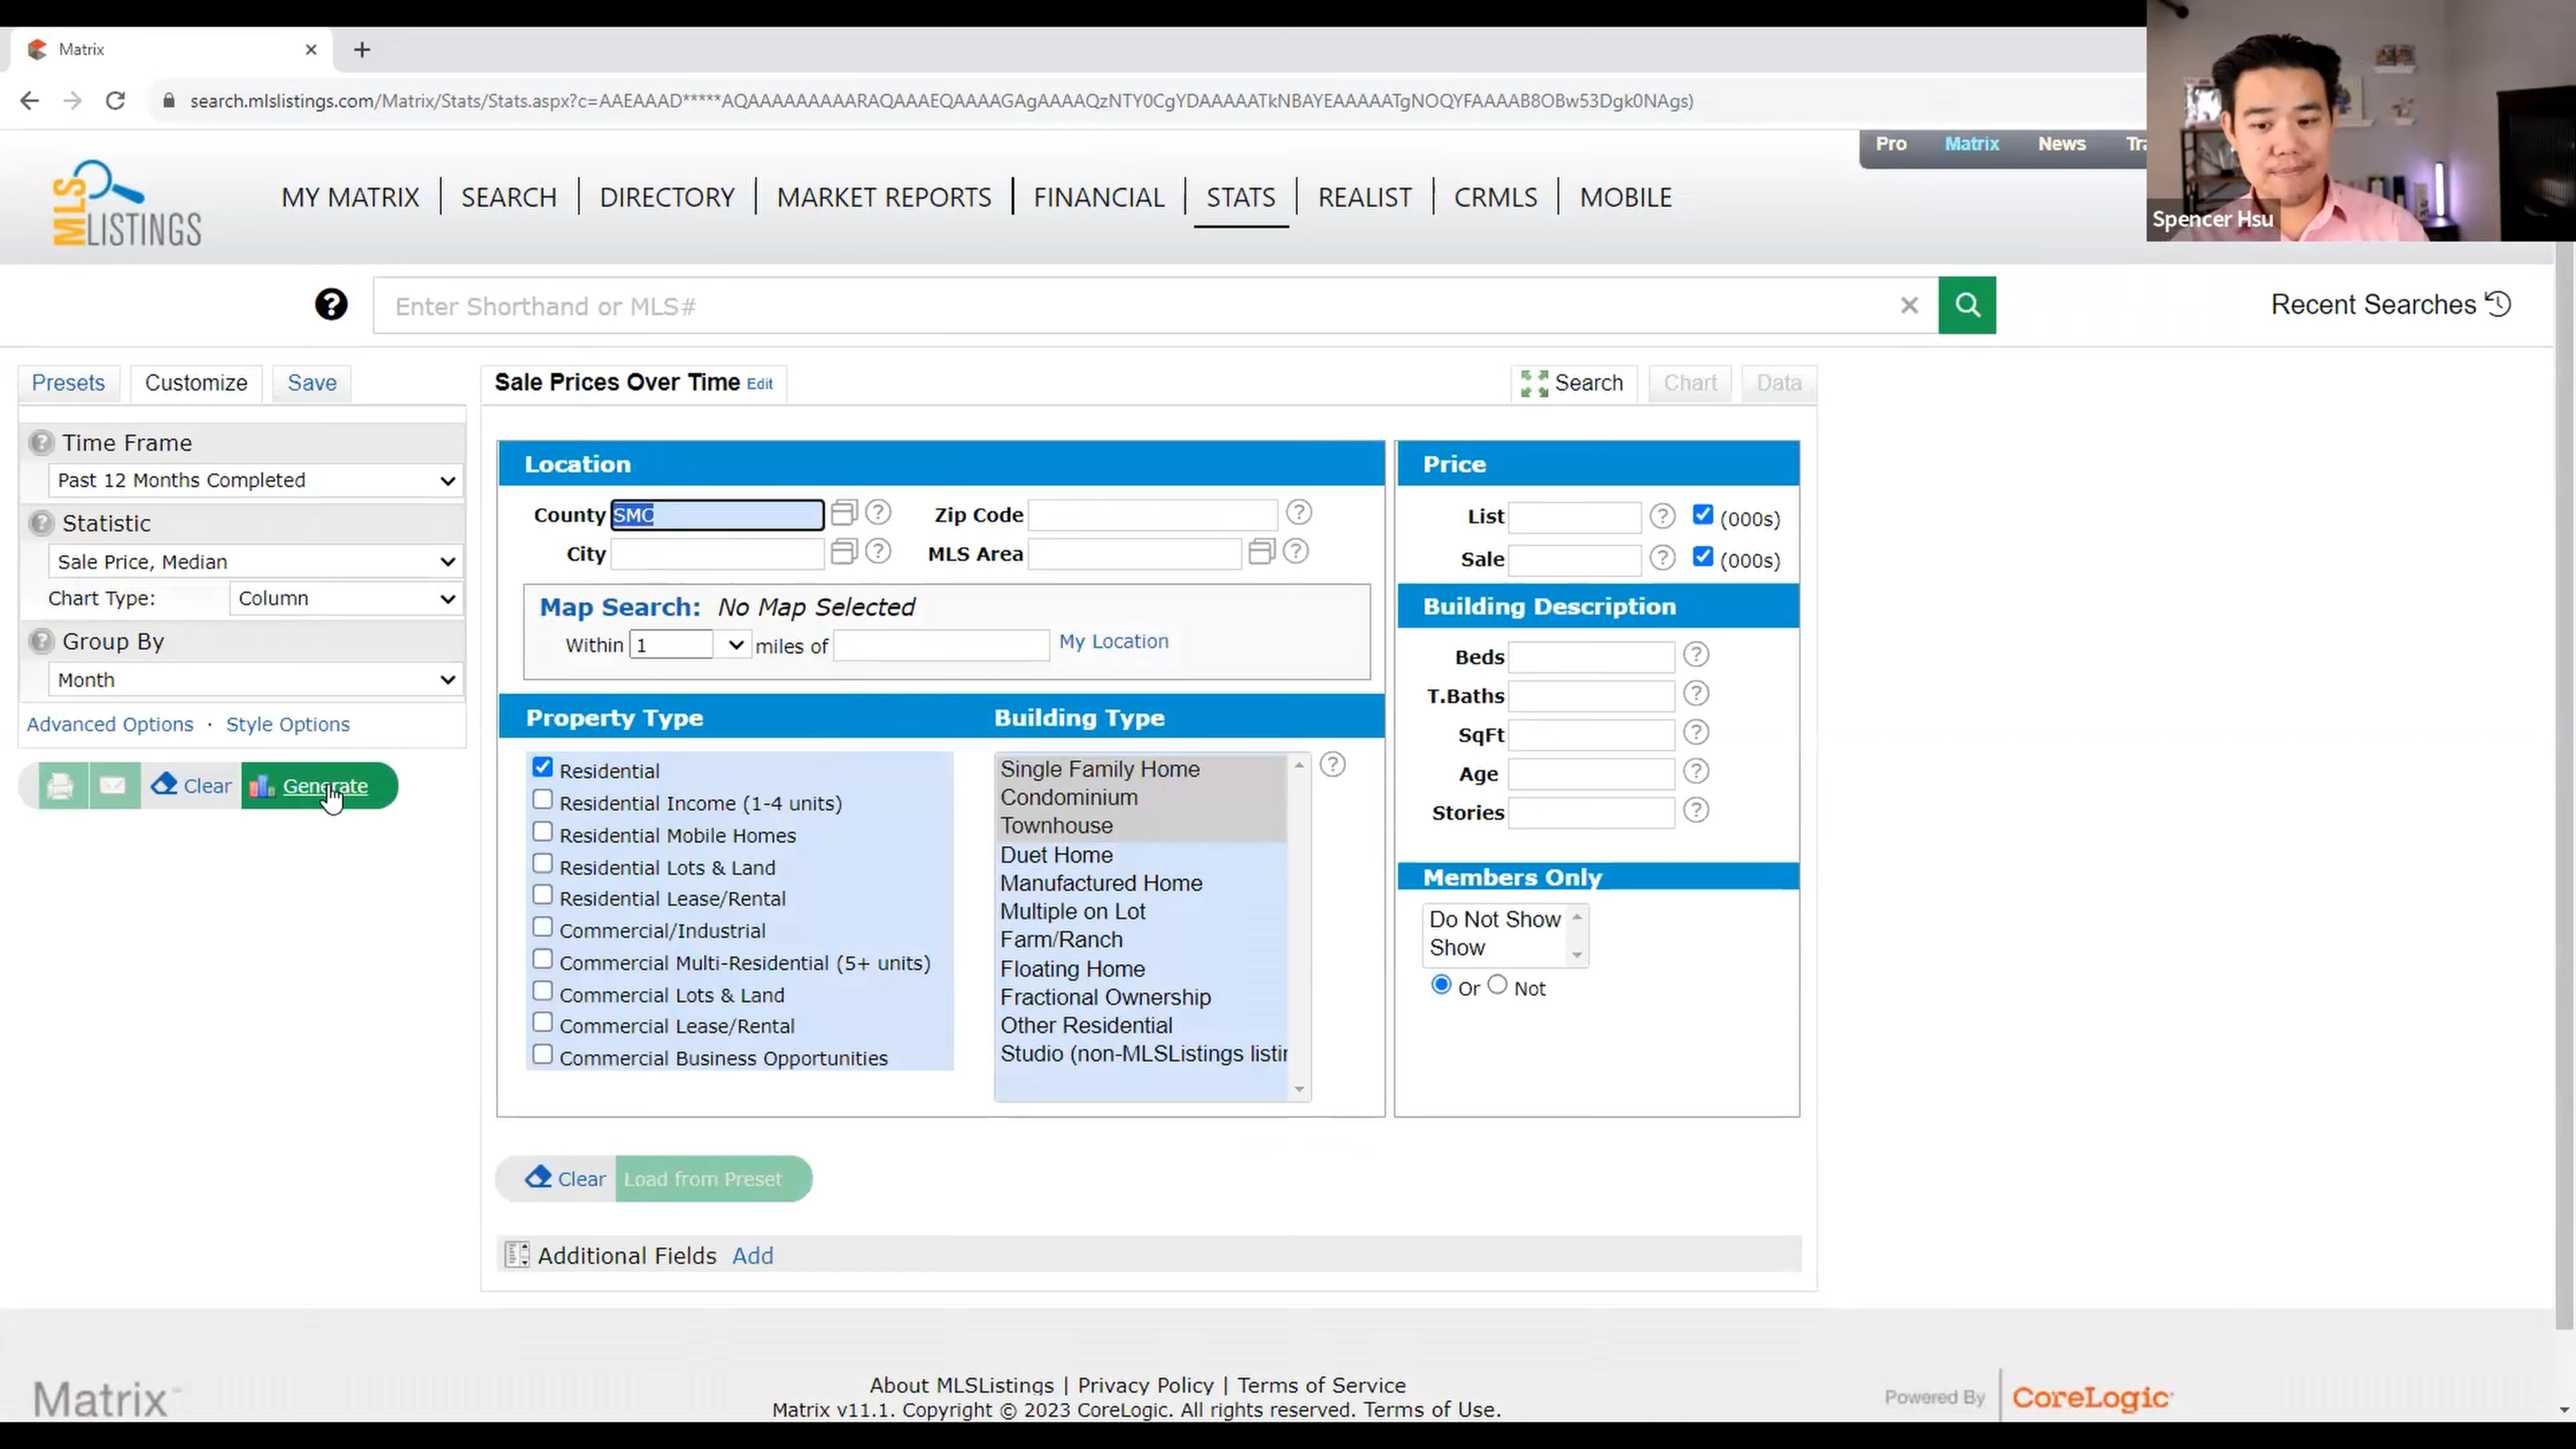 Matrix
search.mlslistings.com/Matrix/Stats/Stats.aspx?c=AAEAAAD*****AQAAAAAAAAARAQAAAEQAAAAGAgAAAAQzNTY0CgYDAAAAATkNBAYEAAAAATgNOQYFAAAAB8OBw53Dgk0NAgs)
Pro Matrix News Tra
MLS LISTINGS
MY MATRIX SEARCH DIRECTORY MARKET REPORTS FINANCIAL STATS REALIST CRMLS MOBILE
Spencer Hsu
Enter Shorthand or MLS#
Recent Searches
Presets Customize Save
Sale Prices Over Time Edit
Search Chart Data
Time Frame
Past 12 Months Completed
Statistic
Sale Price, Median
Chart Type: Column
Group By
Month
Advanced Options · Style Options
Clear Generate
Location
County SMC Zip Code
City MLS Area
Map Search: No Map Selected
Within 1 miles of My Location
Property Type
Residential
Residential Income (1-4 units)
Residential Mobile Homes
Residential Lots & Land
Residential Lease/Rental
Commercial/Industrial
Commercial Multi-Residential (5+ units)
Commercial Lots & Land
Commercial Lease/Rental
Commercial Business Opportunities
Building Type
Single Family Home
Condominium
Townhouse
Duet Home
Manufactured Home
Multiple on Lot
Farm/Ranch
Floating Home
Fractional Ownership
Other Residential
Studio (non-MLSListings listin
Price
List (000s)
Sale (000s)
Building Description
Beds
T.Baths
SqFt
Age
Stories
Members Only
Do Not Show
Show
Or Not
Clear Load from Preset
Additional Fields Add
Matrix
About MLSListings | Privacy Policy | Terms of Service
Matrix v11.1. Copyright © 2023 CoreLogic. All rights reserved. Terms of Use.
Powered By CoreLogic